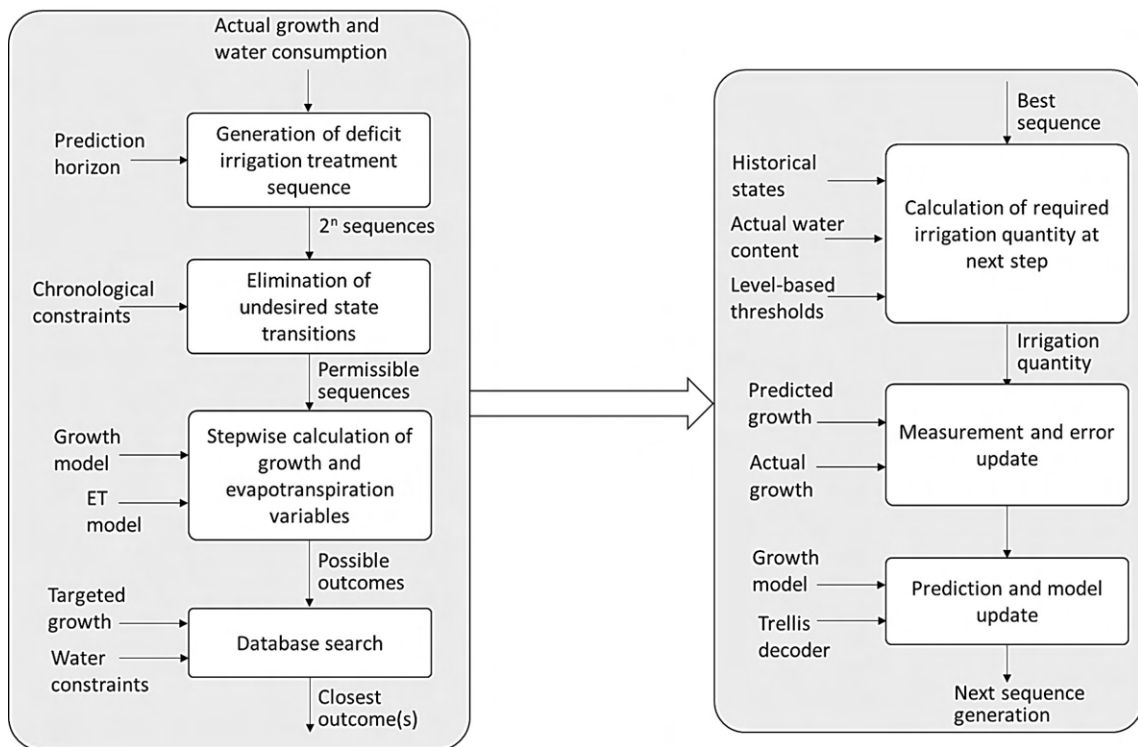 Actual growth and
water consumption
Prediction
horizon
Generation of deficit
irrigation treatment
sequence
2ⁿ sequences
Chronological
constraints
Elimination of
undesired state
transitions
Permissible
sequences
Growth
model
ET
model
Stepwise calculation of
growth and
evapotranspiration
variables
Possible
outcomes
Targeted
growth
Water
constraints
Database search
Closest
outcome(s)
Best
sequence
Historical
states
Actual water
content
Level-based
thresholds
Calculation of required
irrigation quantity at
next step
Irrigation
quantity
Predicted
growth
Actual
growth
Measurement and error
update
Growth
model
Trellis
decoder
Prediction and model
update
Next sequence
generation